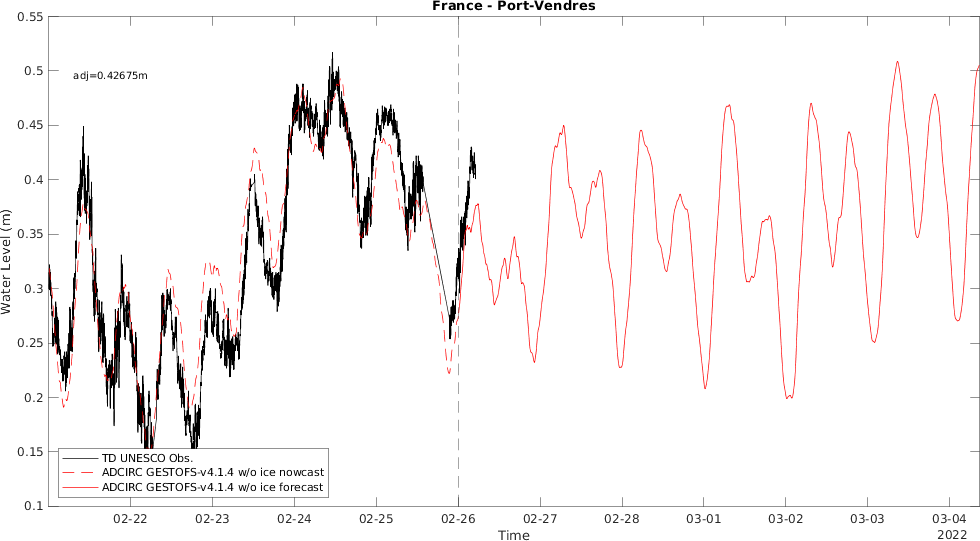 France - Port-Vendres
0.55
0.5
0.45
0.4
0.35
0.3
0.25
0.2
0.15
0.1
Water Level (m)
adj=0.42675m
TD UNESCO Obs.
ADCIRC GESTOFS-v4.1.4 w/o ice nowcast
ADCIRC GESTOFS-v4.1.4 w/o ice forecast
02-22 02-23 02-24 02-25 02-26 02-27 02-28 03-01 03-02 03-03 03-04
Time
2022